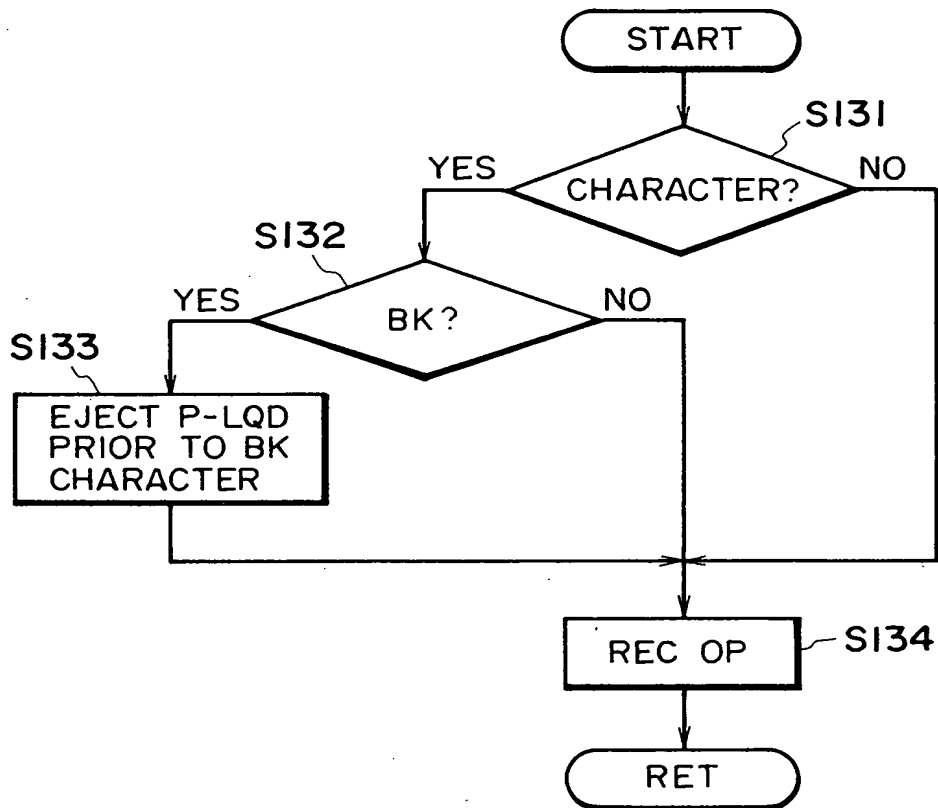 START
S131
YES
NO
CHARACTER?
S132
YES
NO
BK?
S133
EJECT P-LQD
PRIOR TO BK
CHARACTER
REC OP
S134
RET